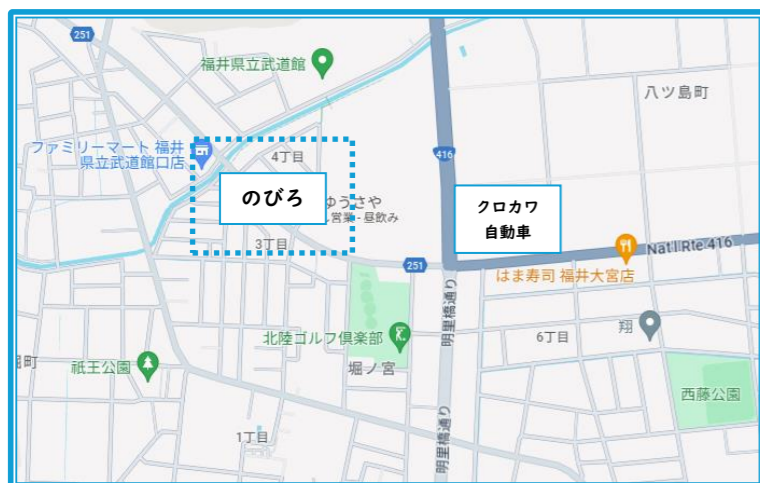 251
福井県立武道館
八ツ島町
ファミリーマート 福井
県立武道館口店
4丁目
416
のびろ
ゆうさや
営業・昼飲み
クロカワ
自動車
3丁目
251
Nat'l Rte 416
はま寿司 福井大宮店
明里橋通り
北陸ゴルフ倶楽部
6丁目
翔
堀ノ宮
町
祇王公園
西藤公園
1丁目
明里橋通り